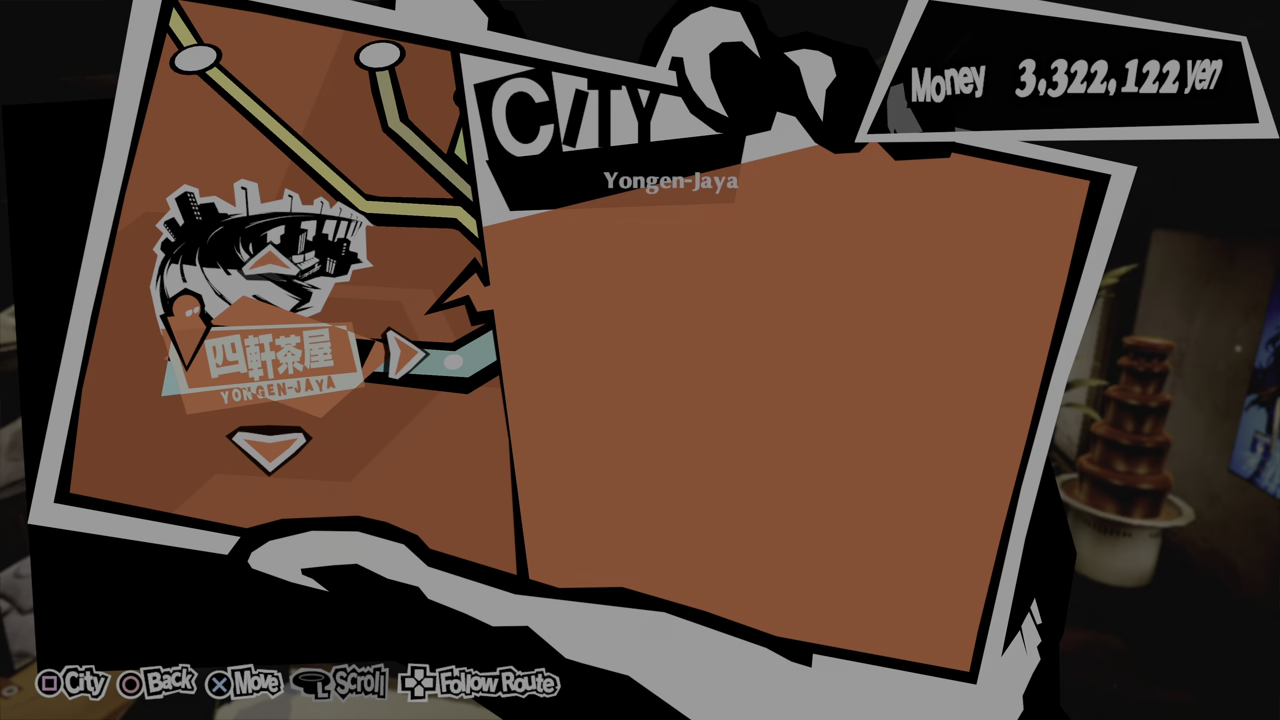 Money 3,322,122 yen
CITY
Yongen-Jaya
四軒茶屋
YONGEN-JAYA
City Back Move L Scroll Follow Route